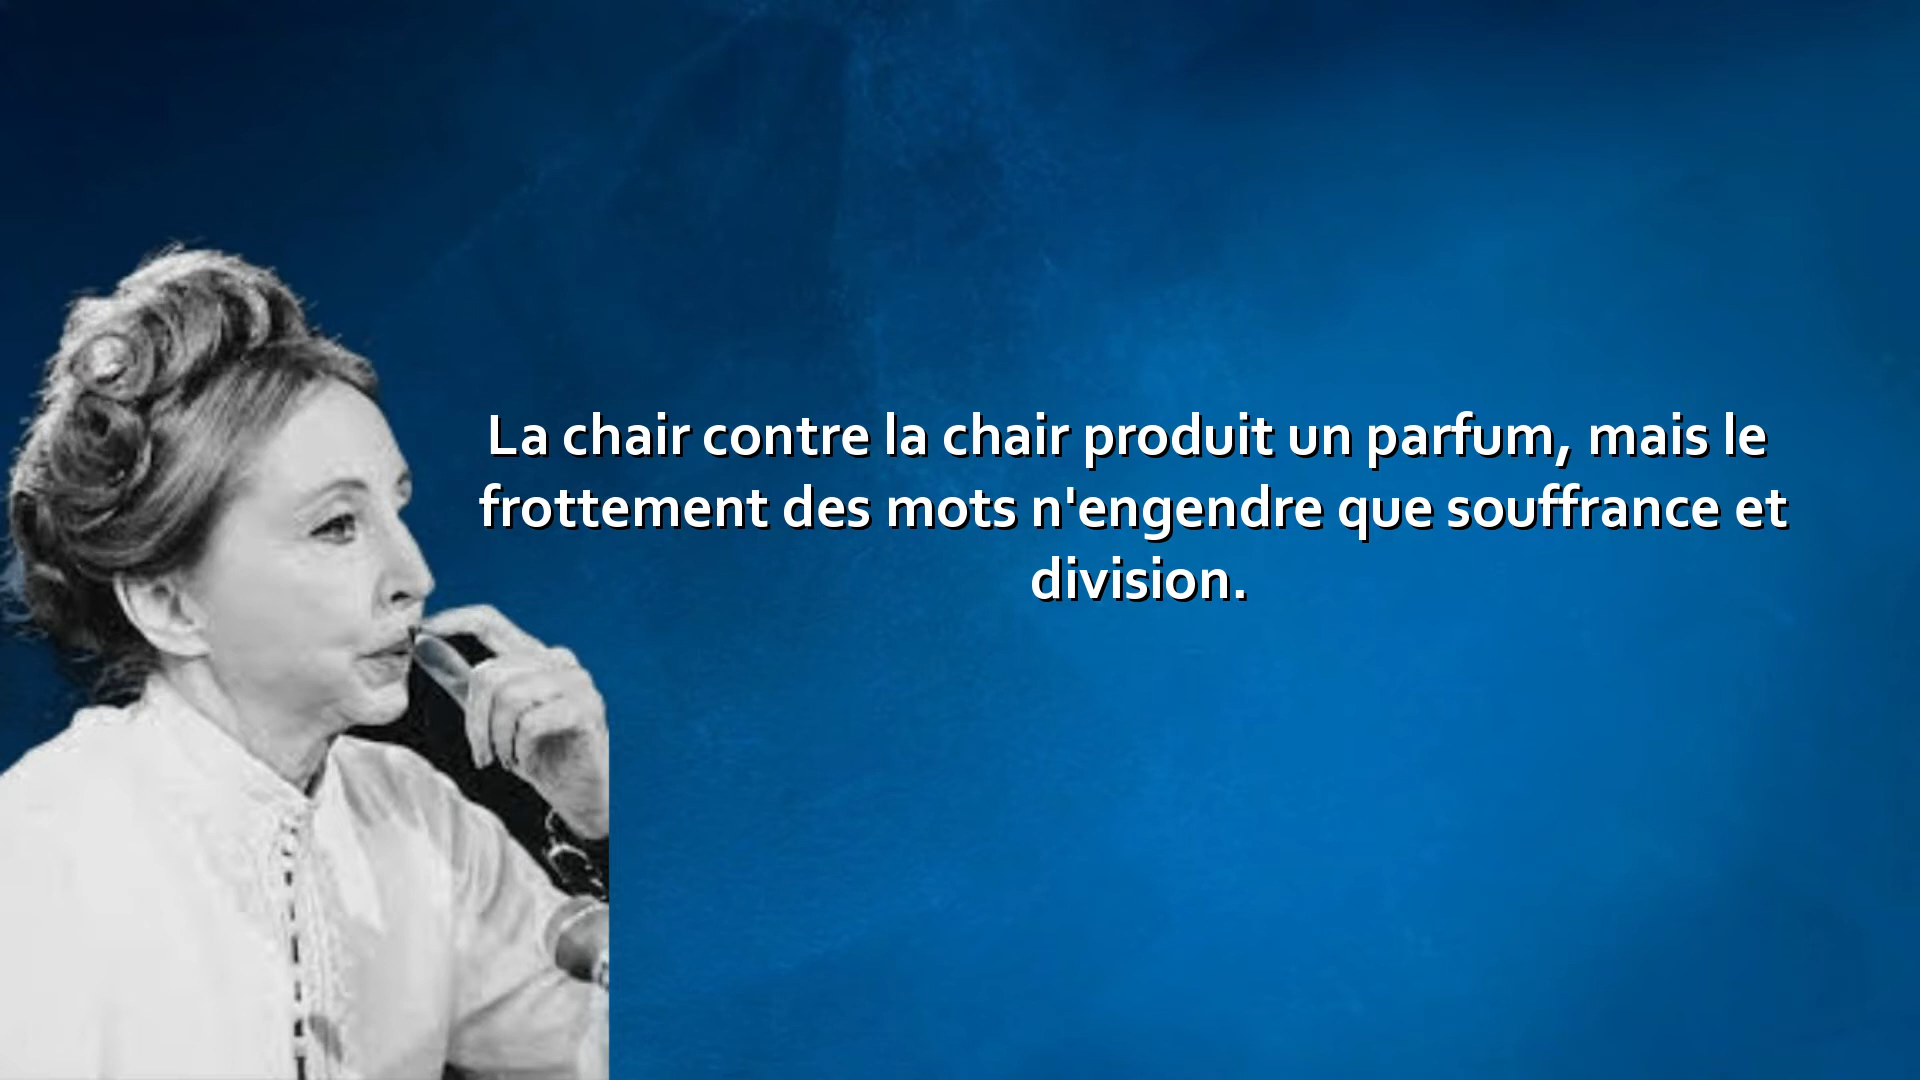 La chair contre la chair produit un parfum, mais le
frottement des mots n'engendre que souffrance et
division.